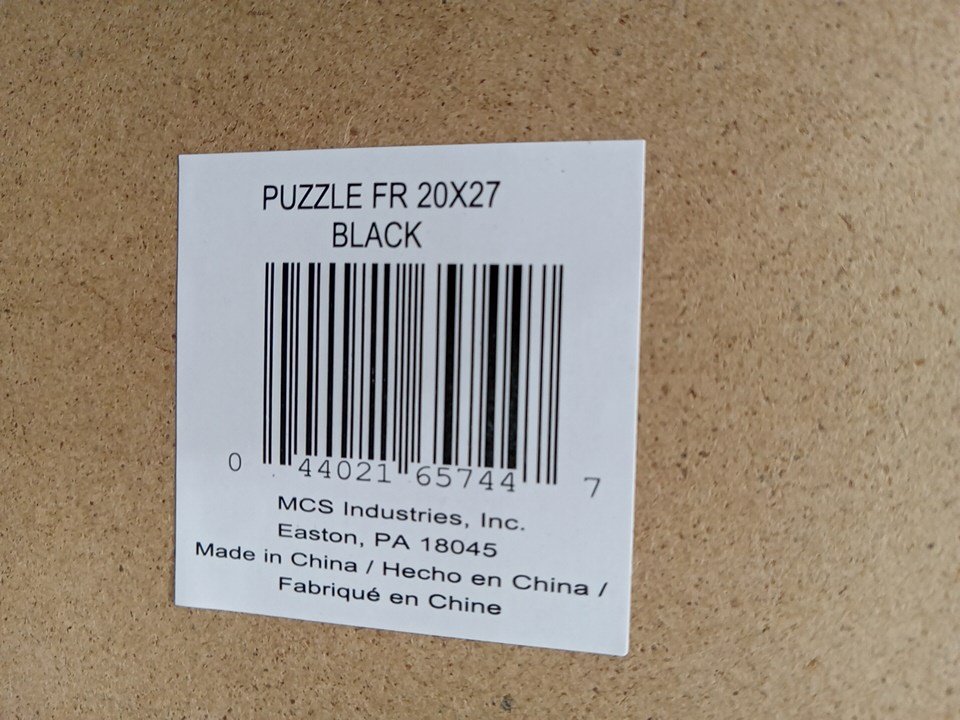 PUZZLE FR 20X27
BLACK
0 44021 65744 7
MCS Industries, Inc.
Easton, PA 18045
Made in China / Hecho en China /
Fabriqué en Chine